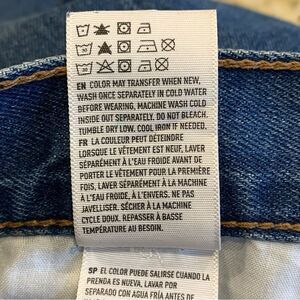 EN COLOR MAY TRANSFER WHEN NEW,
WASH ONCE SEPARATELY IN COLD WATER
BEFORE WEARING, MACHINE WASH COLD
INSIDE OUT SEPARATELY. DO NOT BLEACH.
TUMBLE DRY LOW. COOL IRON IF NEEDED.
FR LA COULEUR PEUT DÉTEINDRE
LORSQUE LE VÊTEMENT EST NEUF, LAVER
SÉPARÉMENT À L'EAU FROIDE AVANT DE
PORTER LE VÊTEMENT POUR LA PREMIÈRE
FOIS, LAVER SÉPARÉMENT À LA MACHINE
À L'EAU FROIDE, À L'ENVERS. NE PAS
JAVELLISER. SÉCHER À LA MACHINE
CYCLE DOUX. REPASSER À BASSE
TEMPÉRATURE AU BESOIN.
SP EL COLOR PUEDE SALIRSE CUANDO LA
PRENDA ES NUEVA, LAVAR POR
SEPARADO CON AGUA FRÍA ANTES DE